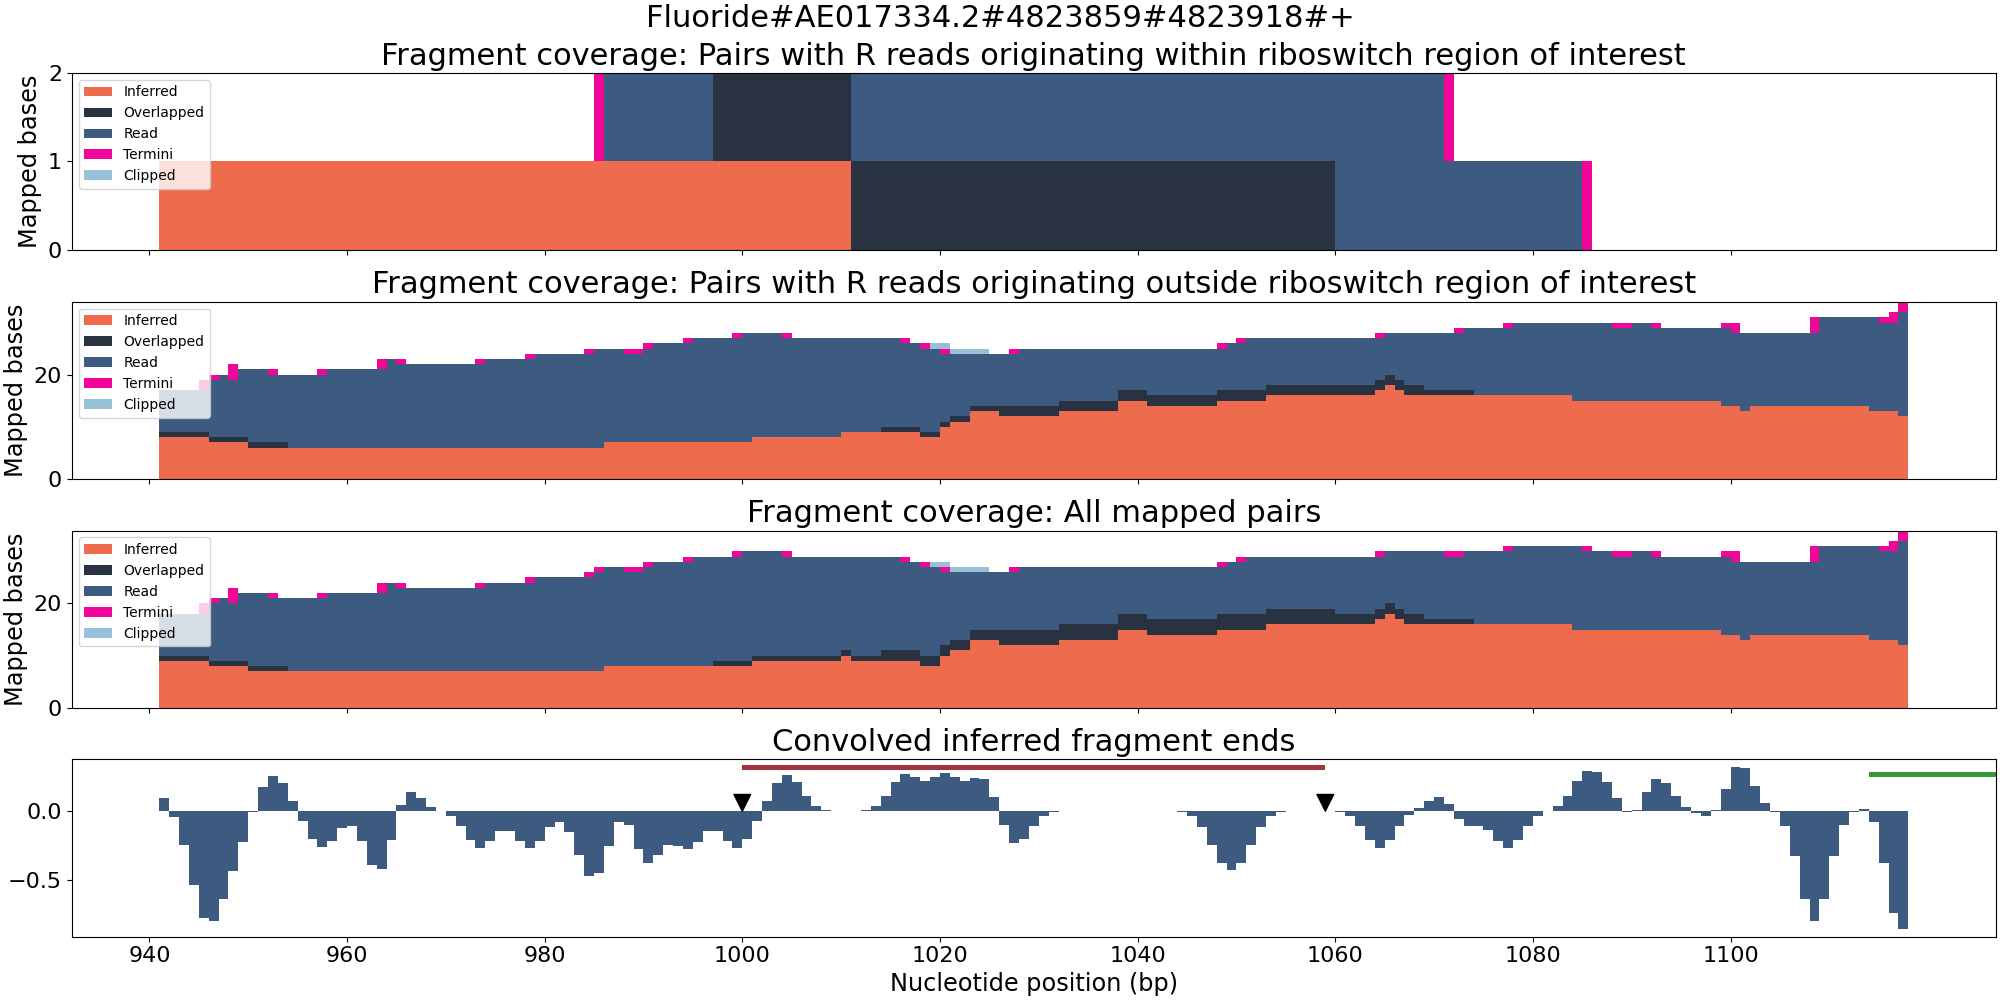 Fluoride#AE017334.2#4823859#4823918#+
Fragment coverage: Pairs with R reads originating within riboswitch region of interest
Mapped bases
2
1
0
Inferred
Overlapped
Read
Termini
Clipped
Fragment coverage: Pairs with R reads originating outside riboswitch region of interest
Mapped bases
20
0
Inferred
Overlapped
Read
Termini
Clipped
Fragment coverage: All mapped pairs
Mapped bases
20
0
Inferred
Overlapped
Read
Termini
Clipped
Convolved inferred fragment ends
0.0
−0.5
940 960 980 1000 1020 1040 1060 1080 1100
Nucleotide position (bp)